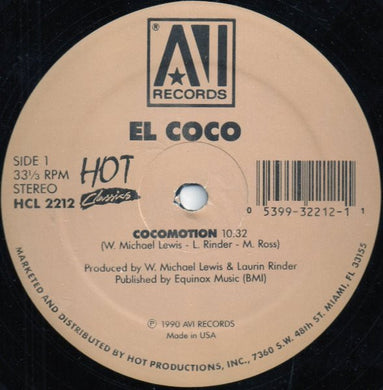 ®
AVI
RECORDS
EL COCO
SIDE 1
33⅓ RPM
STEREO
HCL 2212
HOT
Classics
0 5399-32212-1 1
COCOMOTION 10.32
(W. Michael Lewis - L. Rinder - M. Ross)
Produced by W. Michael Lewis & Laurin Rinder
Published by Equinox Music (BMI)
℗ 1990 AVI RECORDS
Made in USA
MARKETED AND DISTRIBUTED BY HOT PRODUCTIONS, INC., 7360 S.W. 48th ST. MIAMI, FL 33155